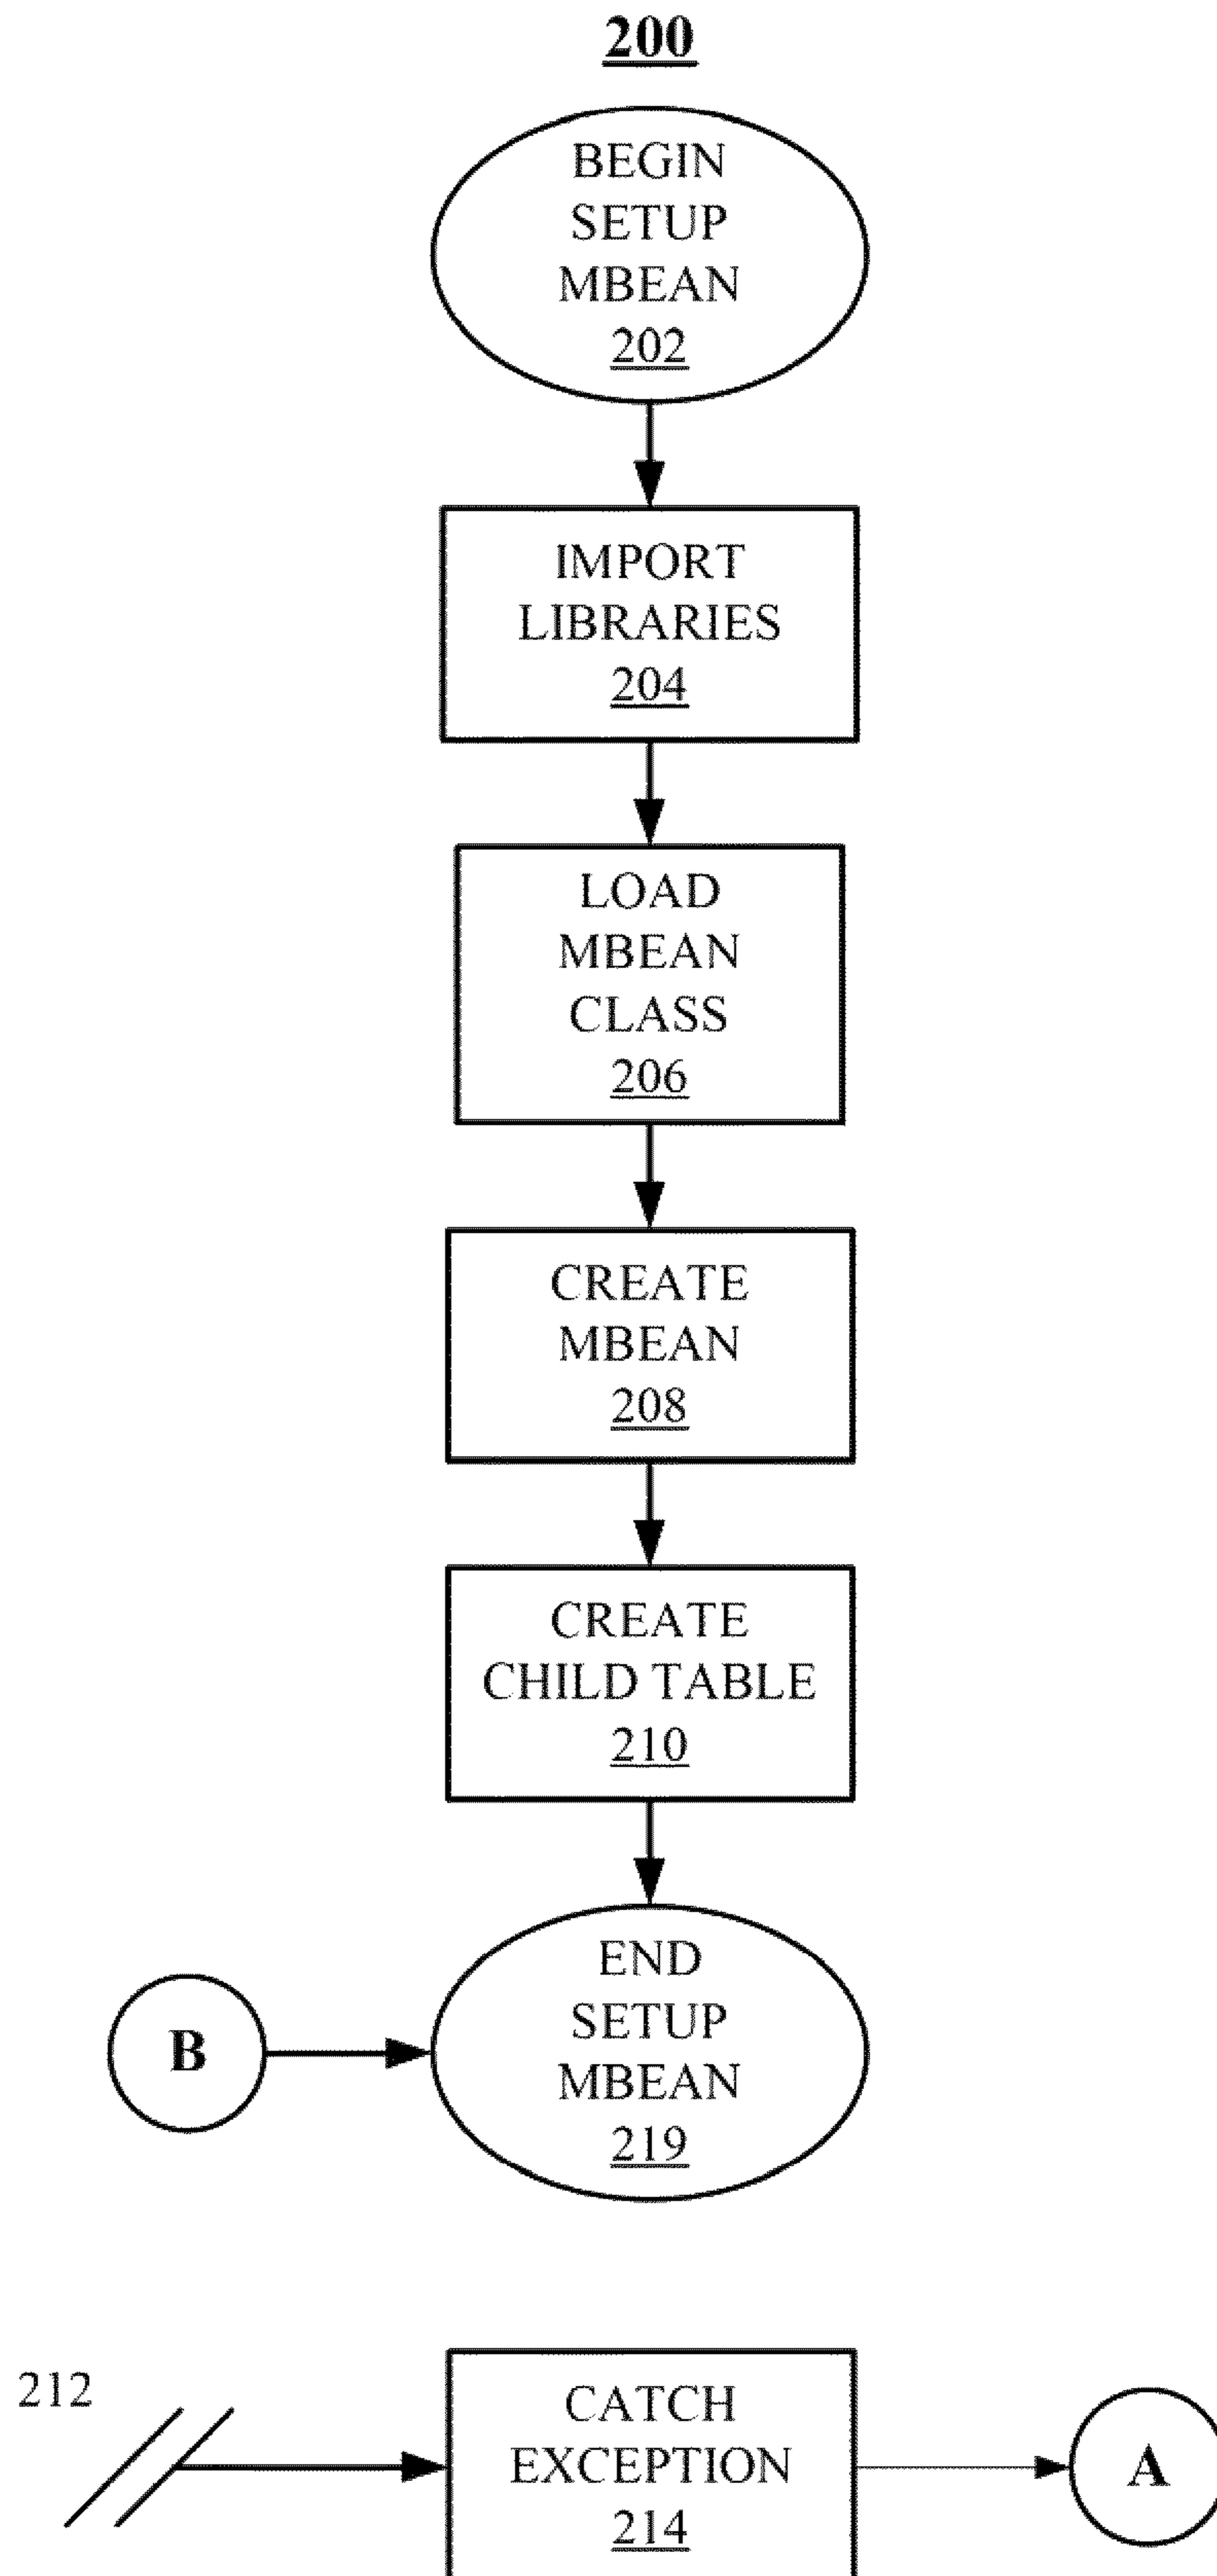 200
BEGIN
SETUP
MBEAN
202
IMPORT
LIBRARIES
204
LOAD
MBEAN
CLASS
206
CREATE
MBEAN
208
CREATE
CHILD TABLE
210
END
SETUP
MBEAN
219
B
212
CATCH
EXCEPTION
214
A